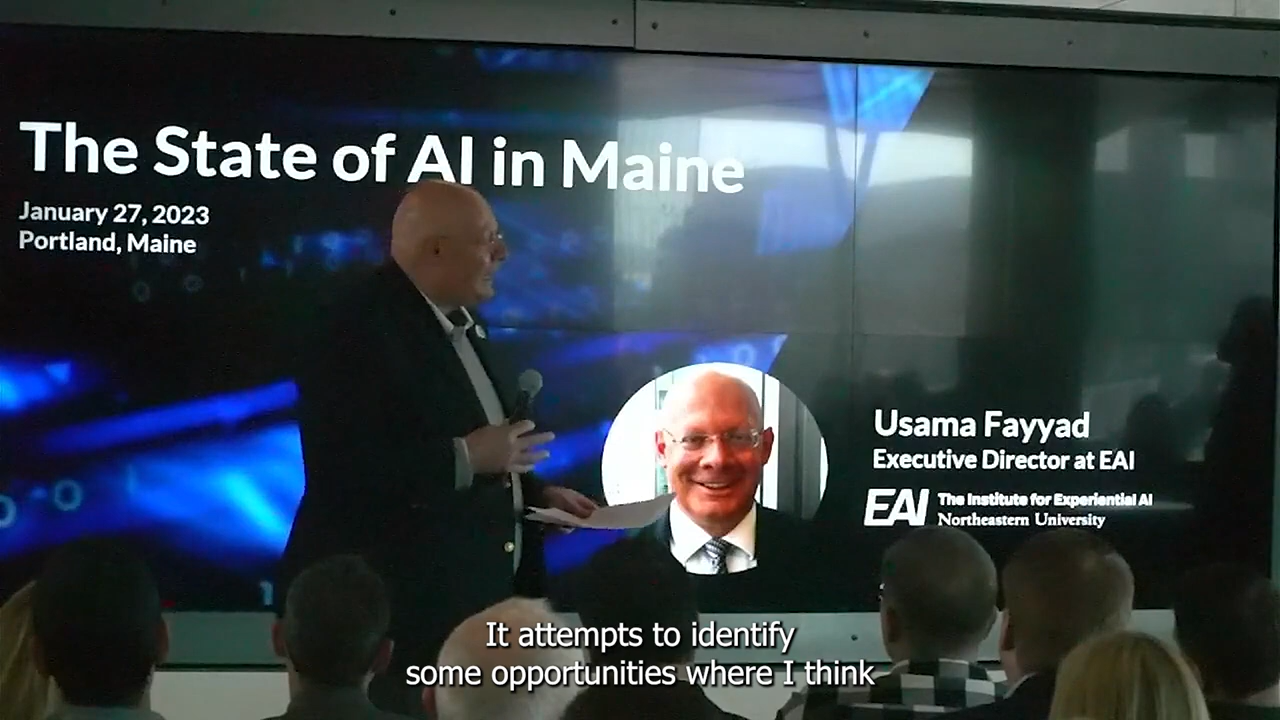 The State of AI in Maine
January 27, 2023
Portland, Maine
Usama Fayyad
Executive Director at EAI
EAI The Institute for Experiential AI
Northeastern University
It attempts to identify
some opportunities where I think